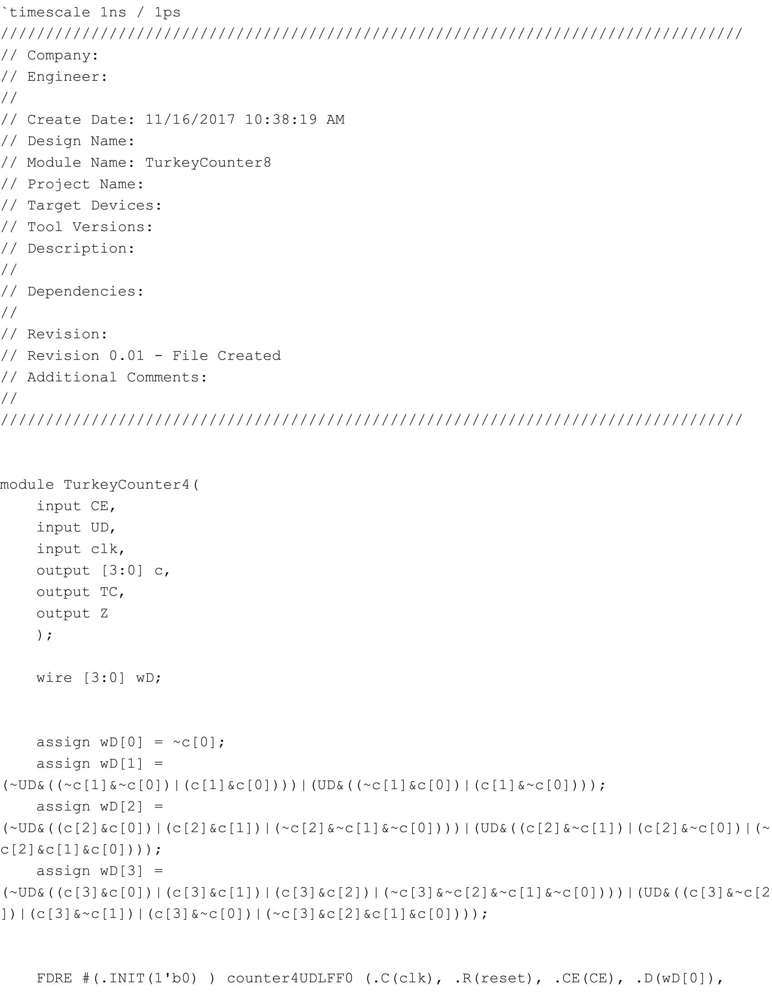 `timescale 1ns / 1ps
//////////////////////////////////////////////////////////////////////////////////
// Company:
// Engineer:
//
// Create Date: 11/16/2017 10:38:19 AM
// Design Name:
// Module Name: TurkeyCounter8
// Project Name:
// Target Devices:
// Tool Versions:
// Description:
//
// Dependencies:
//
// Revision:
// Revision 0.01 - File Created
// Additional Comments:
//
//////////////////////////////////////////////////////////////////////////////////
module TurkeyCounter4(
    input CE,
    input UD,
    input clk,
    output [3:0] c,
    output TC,
    output Z
    );
    wire [3:0] wD;
    assign wD[0] = ~c[0];
    assign wD[1] =
(~UD&((~c[1]&~c[0])|(c[1]&c[0])))|(UD&((~c[1]&c[0])|(c[1]&~c[0])));
    assign wD[2] =
(~UD&((c[2]&c[0])|(c[2]&c[1])|(~c[2]&~c[1]&~c[0])))|(UD&((c[2]&~c[1])|(c[2]&~c[0])|(~
c[2]&c[1]&c[0])));
    assign wD[3] =
(~UD&((c[3]&c[0])|(c[3]&c[1])|(c[3]&c[2])|(~c[3]&~c[2]&~c[1]&~c[0])))|(UD&((c[3]&~c[2
])|(c[3]&~c[1])|(c[3]&~c[0])|(~c[3]&c[2]&c[1]&c[0])));
    FDRE #(.INIT(1'b0) ) counter4UDLFF0 (.C(clk), .R(reset), .CE(CE), .D(wD[0]),